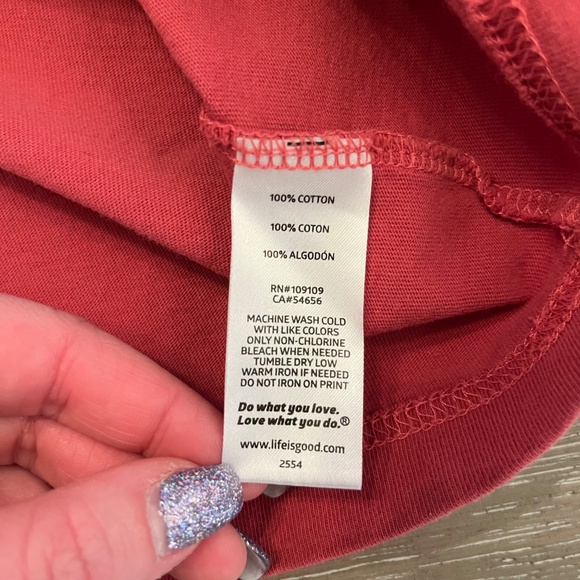 100% COTTON
100% COTON
100% ALGODÓN
RN#109109
CA#54656
MACHINE WASH COLD
WITH LIKE COLORS
ONLY NON-CHLORINE
BLEACH WHEN NEEDED
TUMBLE DRY LOW
WARM IRON IF NEEDED
DO NOT IRON ON PRINT
Do what you love.
Love what you do.®
www.lifeisgood.com
2554